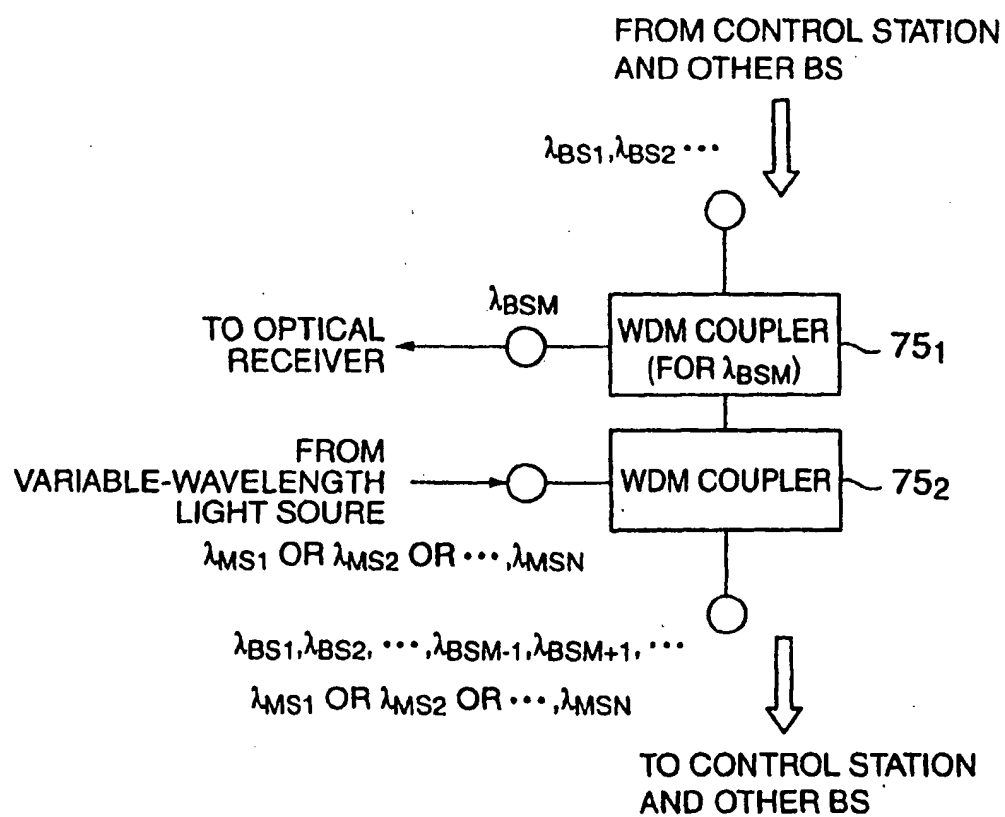 FROM CONTROL STATION
AND OTHER BS
λBS1,λBS2 •••
λBSM
TO OPTICAL
RECEIVER
WDM COUPLER
(FOR λBSM)
751
FROM
VARIABLE-WAVELENGTH
LIGHT SOURE
WDM COUPLER
752
λMS1 OR λMS2 OR •••,λMSN
λBS1,λBS2, •••,λBSM-1,λBSM+1, •••
λMS1 OR λMS2 OR •••,λMSN
TO CONTROL STATION
AND OTHER BS